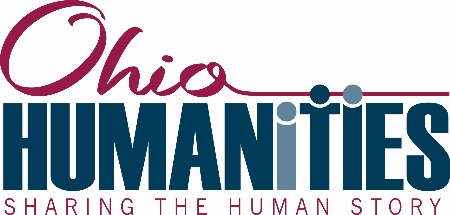 Ohio
HUMANiTiES
SHARING THE HUMAN STORY